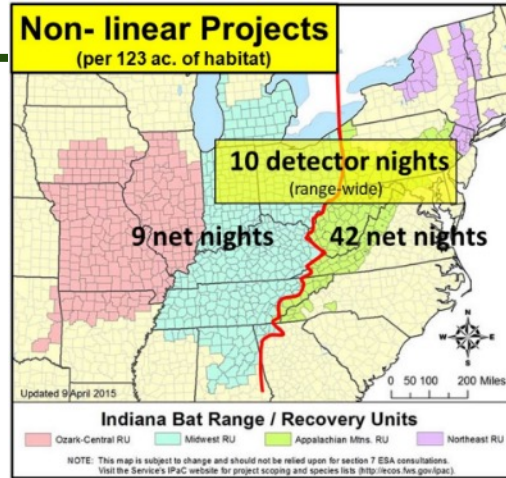 Non- linear Projects
(per 123 ac. of habitat)
10 detector nights
(range-wide)
9 net nights
42 net nights
N
W
E
S
Updated 9 April 2015
0 50 100 200 Miles
Indiana Bat Range / Recovery Units
Ozark-Central RU
Midwest RU
Appalachian Mtns. RU
Northeast RU
NOTE: This map is subject to change and should not be relied upon for section 7 ESA consultations.
Visit the Service's IPaC website for project scoping and species lists (http://ecos.fws.gov/ipac).